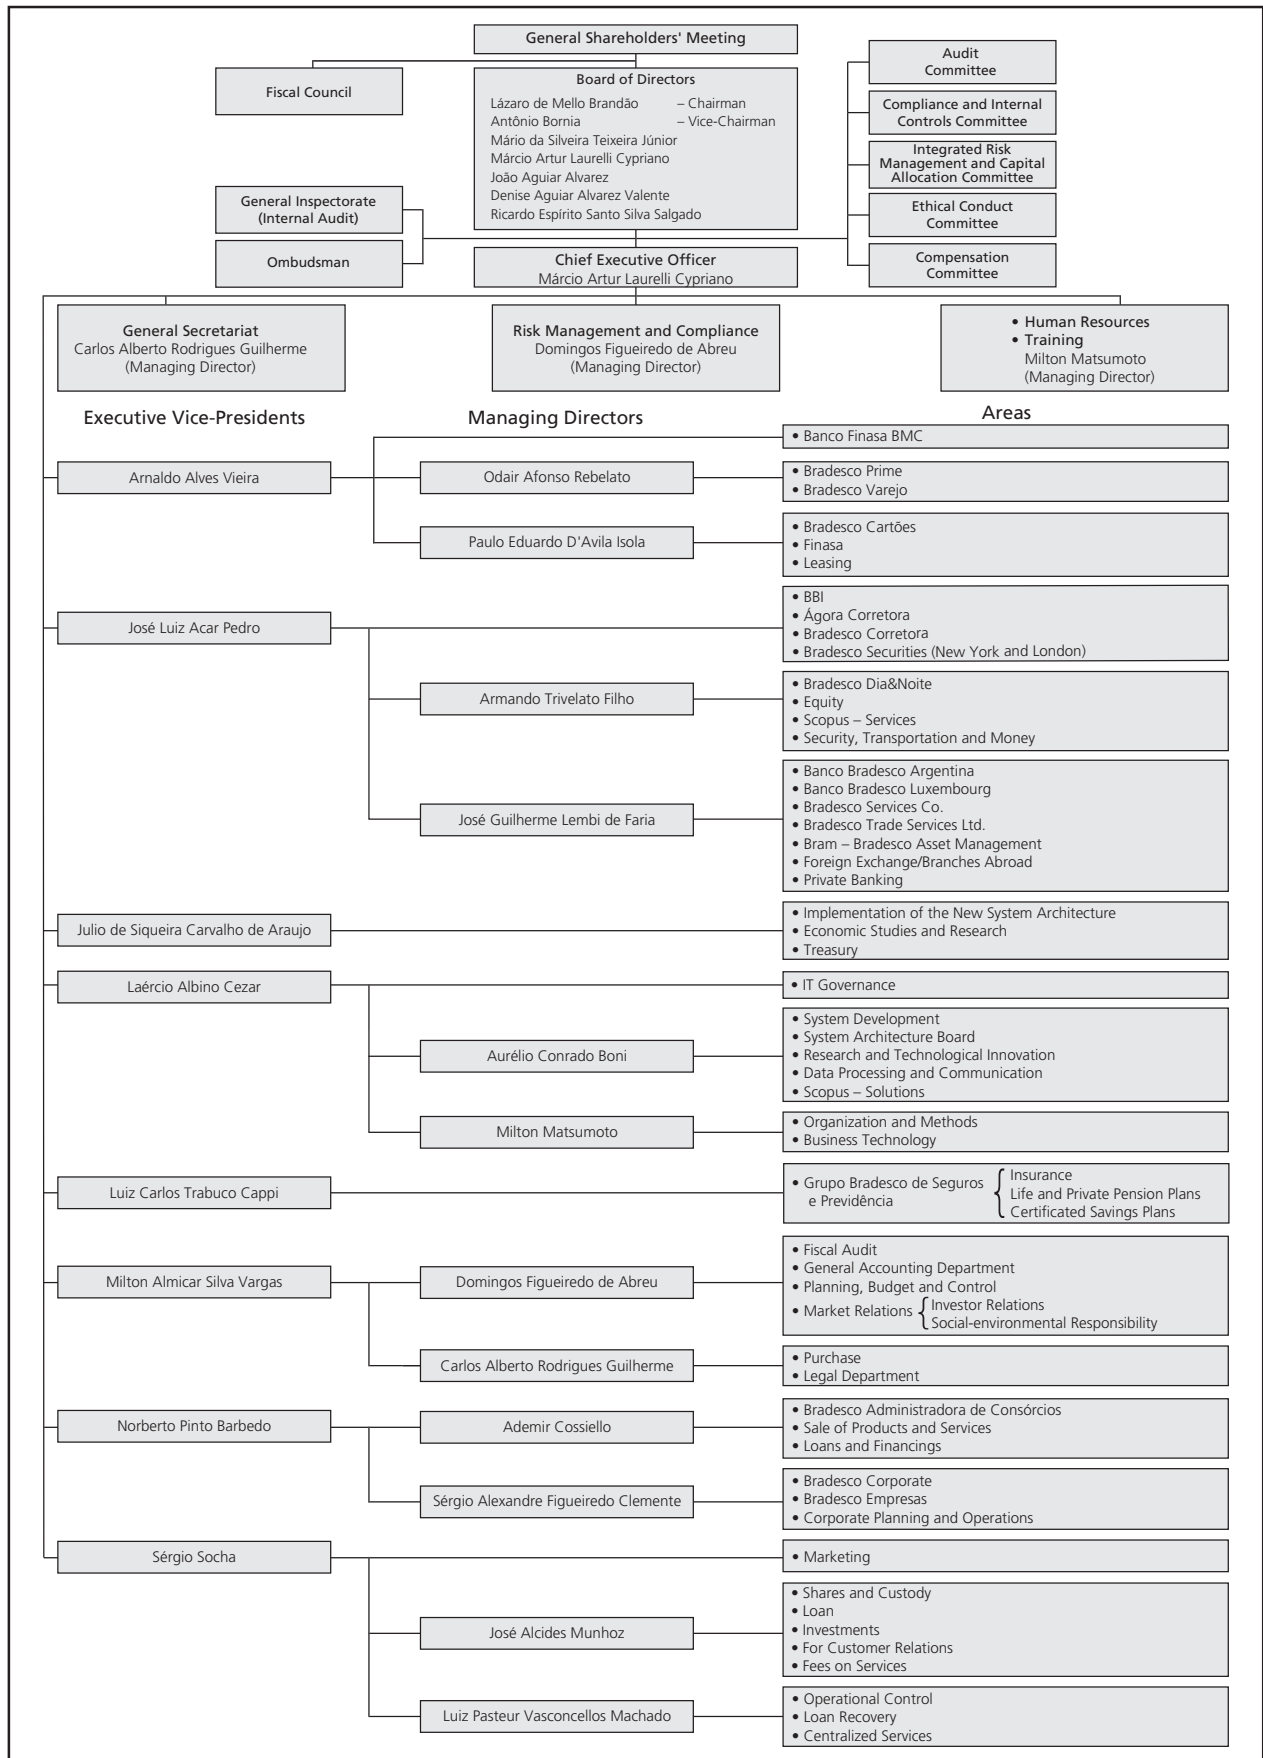 General Shareholders' Meeting
Fiscal Council
Board of Directors
Lázaro de Mello Brandão – Chairman
Antônio Bornia – Vice-Chairman
Mário da Silveira Teixeira Júnior
Márcio Artur Laurelli Cypriano
João Aguiar Alvarez
Denise Aguiar Alvarez Valente
Ricardo Espírito Santo Silva Salgado
Audit
Committee
Compliance and Internal
Controls Committee
Integrated Risk
Management and Capital
Allocation Committee
Ethical Conduct
Committee
Compensation
Committee
General Inspectorate
(Internal Audit)
Ombudsman
Chief Executive Officer
Márcio Artur Laurelli Cypriano
General Secretariat
Carlos Alberto Rodrigues Guilherme
(Managing Director)
Risk Management and Compliance
Domingos Figueiredo de Abreu
(Managing Director)
• Human Resources
• Training
Milton Matsumoto
(Managing Director)
Executive Vice-Presidents
Managing Directors
Areas
• Banco Finasa BMC
Arnaldo Alves Vieira
Odair Afonso Rebelato
• Bradesco Prime
• Bradesco Varejo
Paulo Eduardo D'Avila Isola
• Bradesco Cartões
• Finasa
• Leasing
José Luiz Acar Pedro
• BBI
• Ágora Corretora
• Bradesco Corretora
• Bradesco Securities (New York and London)
Armando Trivelato Filho
• Bradesco Dia&Noite
• Equity
• Scopus – Services
• Security, Transportation and Money
José Guilherme Lembi de Faria
• Banco Bradesco Argentina
• Banco Bradesco Luxembourg
• Bradesco Services Co.
• Bradesco Trade Services Ltd.
• Bram – Bradesco Asset Management
• Foreign Exchange/Branches Abroad
• Private Banking
Julio de Siqueira Carvalho de Araujo
• Implementation of the New System Architecture
• Economic Studies and Research
• Treasury
Laércio Albino Cezar
• IT Governance
Aurélio Conrado Boni
• System Development
• System Architecture Board
• Research and Technological Innovation
• Data Processing and Communication
• Scopus – Solutions
Milton Matsumoto
• Organization and Methods
• Business Technology
Luiz Carlos Trabuco Cappi
• Grupo Bradesco de Seguros
e Previdência
Insurance
Life and Private Pension Plans
Certificated Savings Plans
Milton Almicar Silva Vargas
Domingos Figueiredo de Abreu
• Fiscal Audit
• General Accounting Department
• Planning, Budget and Control
• Market Relations
Investor Relations
Social-environmental Responsibility
Carlos Alberto Rodrigues Guilherme
• Purchase
• Legal Department
Norberto Pinto Barbedo
Ademir Cossiello
• Bradesco Administradora de Consórcios
• Sale of Products and Services
• Loans and Financings
Sérgio Alexandre Figueiredo Clemente
• Bradesco Corporate
• Bradesco Empresas
• Corporate Planning and Operations
Sérgio Socha
• Marketing
José Alcides Munhoz
• Shares and Custody
• Loan
• Investments
• For Customer Relations
• Fees on Services
Luiz Pasteur Vasconcellos Machado
• Operational Control
• Loan Recovery
• Centralized Services